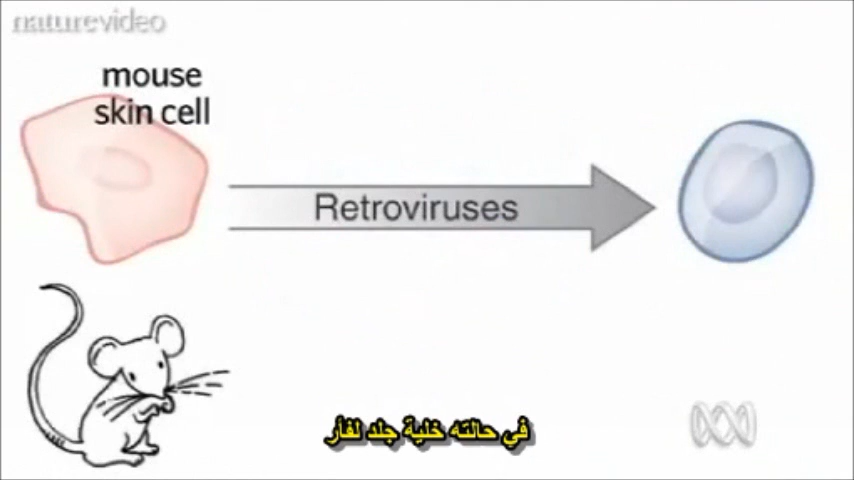 naturevideo
mouse
skin cell
Retroviruses
في حالته خلية جلد لفأر